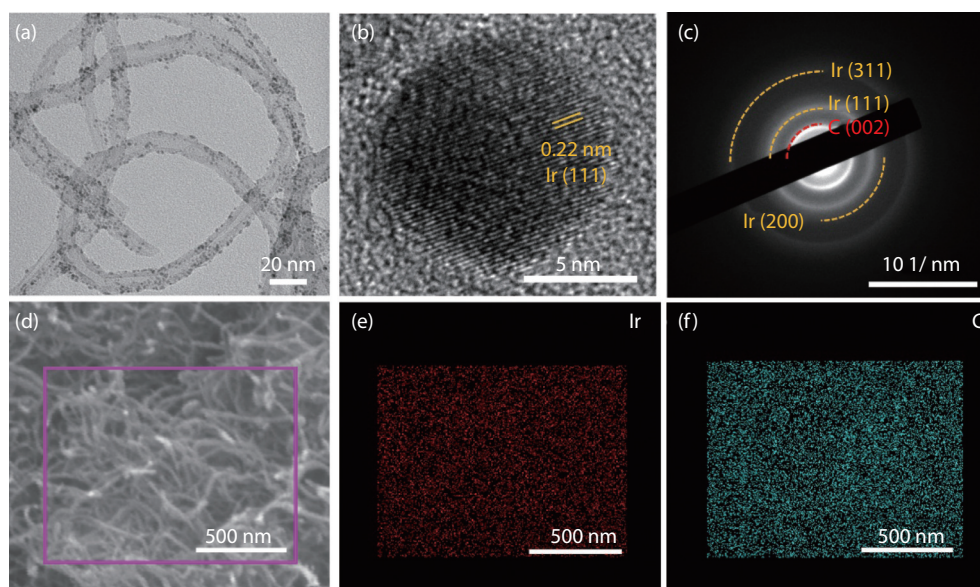 (a)
20 nm
(b)
0.22 nm
Ir (111)
5 nm
(c)
Ir (311)
Ir (111)
C (002)
Ir (200)
10 1/ nm
(d)
500 nm
(e)
Ir
500 nm
(f)
500 nm